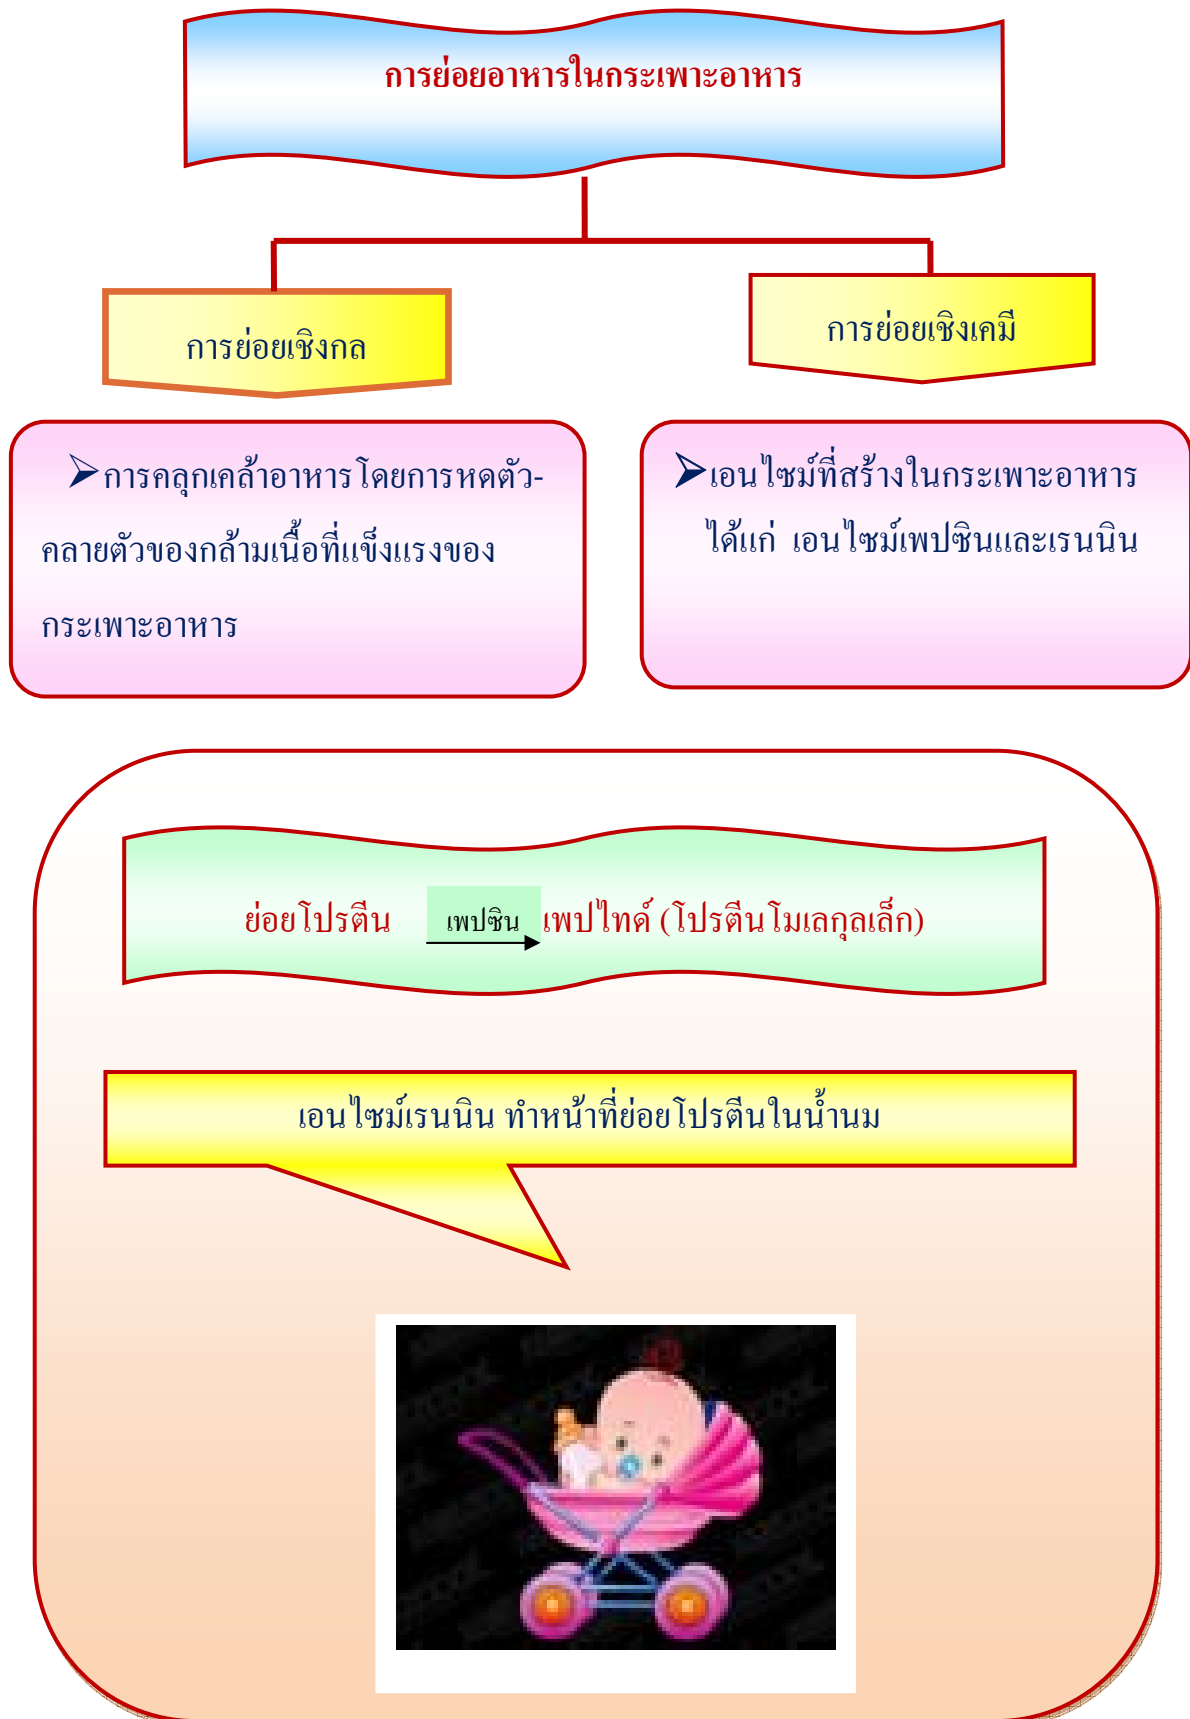 การย่อยอาหารในกระเพาะอาหาร
การย่อยเชิงกล
การย่อยเชิงเคมี
➢การคลุกเคล้าอาหารโดยการหดตัว-
คลายตัวของกล้ามเนื้อที่แข็งแรงของ
กระเพาะอาหาร
➢เอนไซม์ที่สร้างในกระเพาะอาหาร
ได้แก่ เอนไซม์เพปซินและเรนนิน
ย่อยโปรตีน เพปซิน เพปไทด์ (โปรตีนโมเลกุลเล็ก)
เอนไซม์เรนนิน ทำหน้าที่ย่อยโปรตีนในน้ำนม